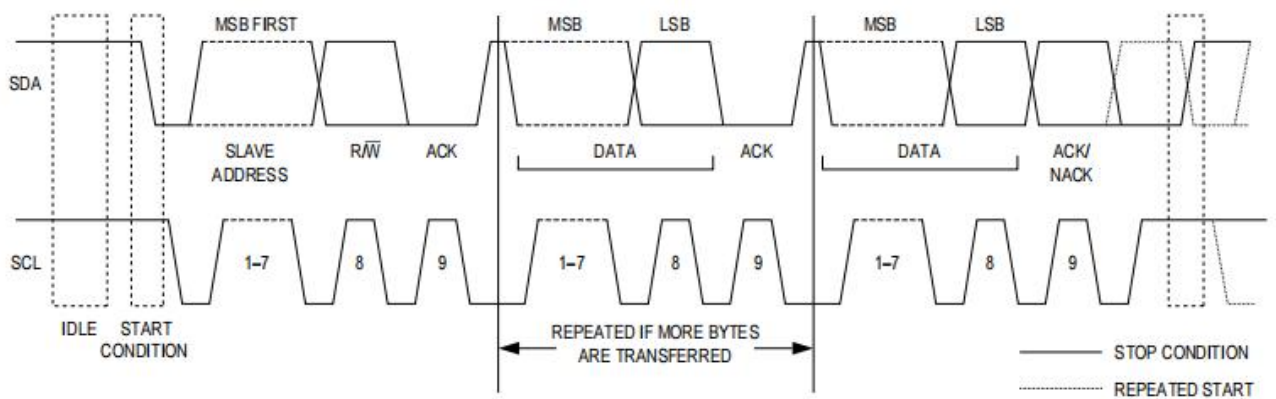 MSB FIRST
MSB
LSB
MSB
LSB
SDA
SLAVE
ADDRESS
R/W̅
ACK
DATA
ACK
DATA
ACK/
NACK
SCL
1–7
8
9
1–7
8
9
1–7
8
9
IDLE
START
CONDITION
REPEATED IF MORE BYTES
ARE TRANSFERRED
STOP CONDITION
REPEATED START